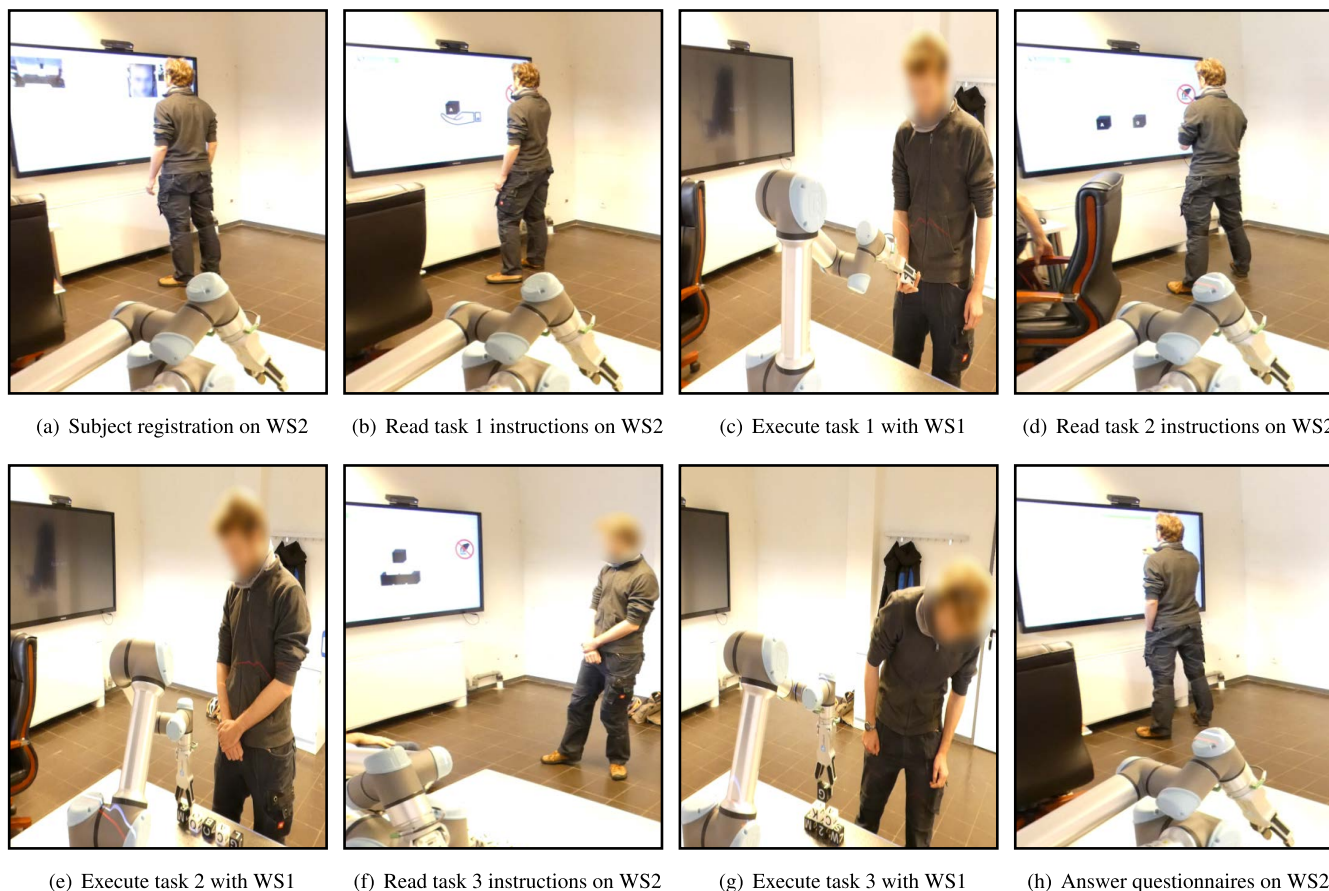 (a) Subject registration on WS2
(b) Read task 1 instructions on WS2
(c) Execute task 1 with WS1
(d) Read task 2 instructions on WS2
(e) Execute task 2 with WS1
(f) Read task 3 instructions on WS2
(g) Execute task 3 with WS1
(h) Answer questionnaires on WS2